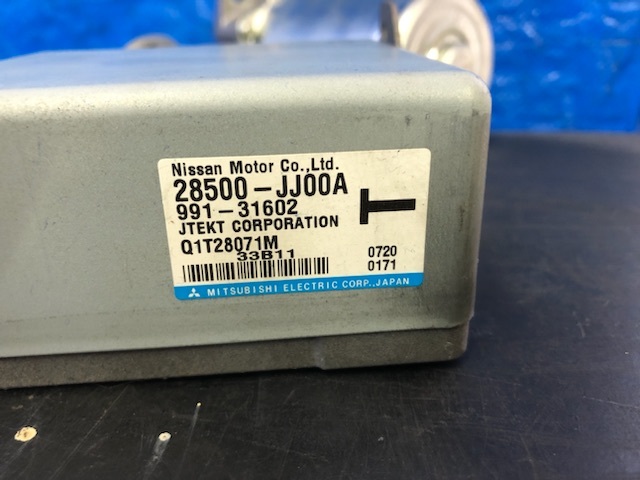 Nissan Motor Co.,Ltd.
28500-JJ00A
991-31602
JTEKT CORPORATION
Q1T28071M
33B11
T
0720
0171
MITSUBISHI ELECTRIC CORP.,JAPAN